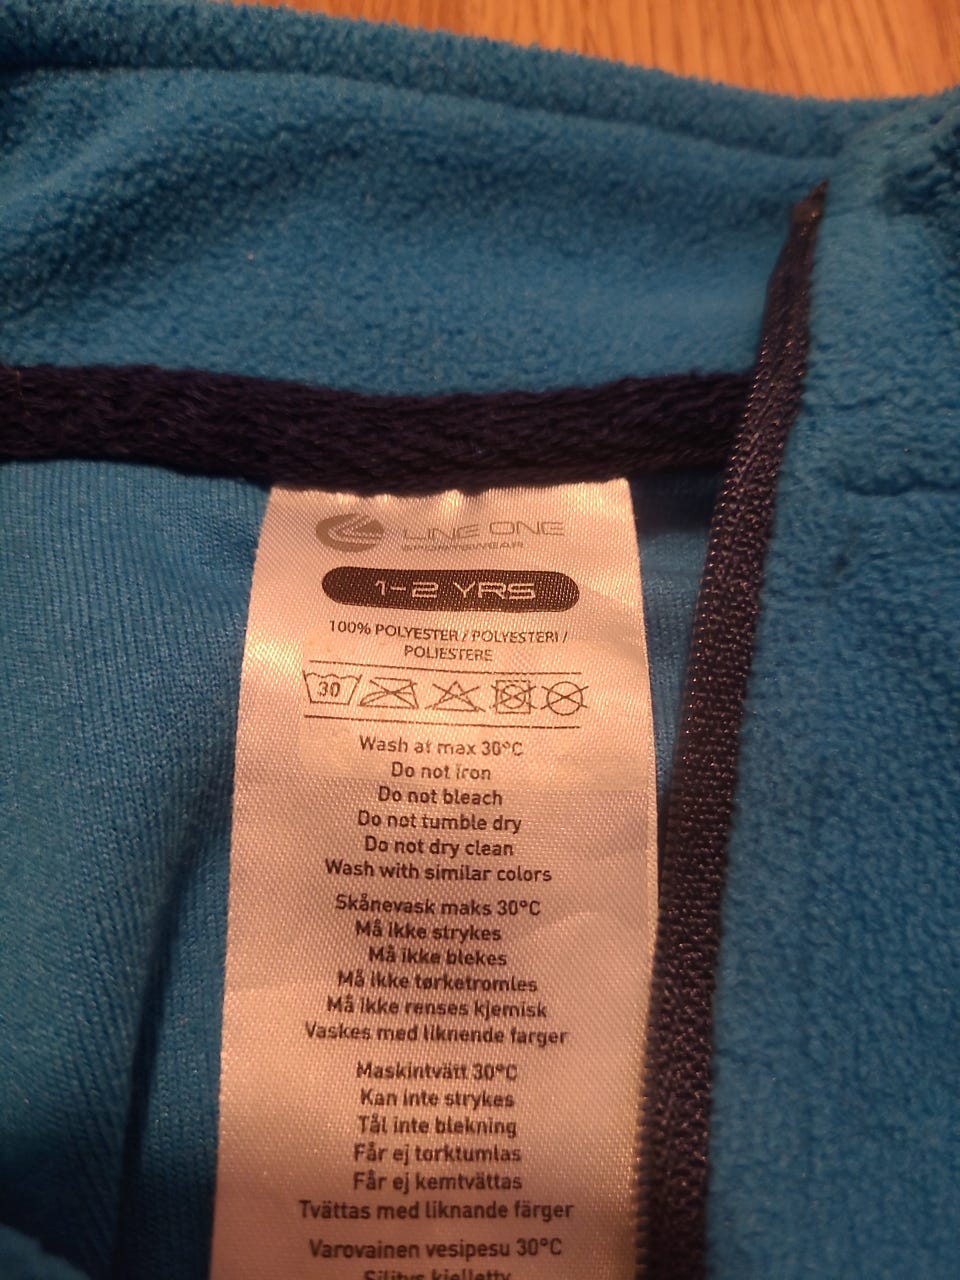 LINE ONE
SPORTSWEAR
1-2 YRS
100% POLYESTER / POLYESTERI /
POLIESTERE
30
Wash at max 30°C
Do not iron
Do not bleach
Do not tumble dry
Do not dry clean
Wash with similar colors
Skånevask maks 30°C
Må ikke strykes
Må ikke blekes
Må ikke tørketromles
Må ikke renses kjemisk
Vaskes med liknende farger
Maskintvätt 30°C
Kan inte strykes
Tål inte blekning
Får ej torktumlas
Får ej kemtvättas
Tvättas med liknande färger
Varovainen vesipesu 30°C
Silitys kielletty